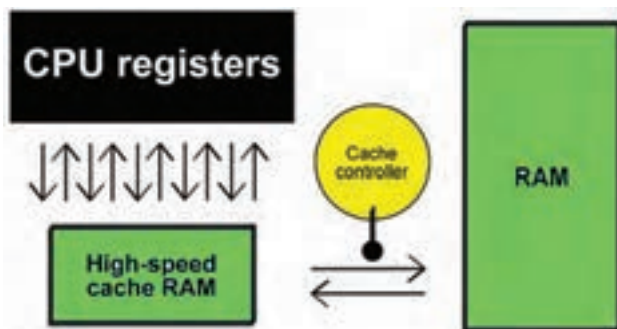 CPU registers
Cache
controller
RAM
High-speed
cache RAM